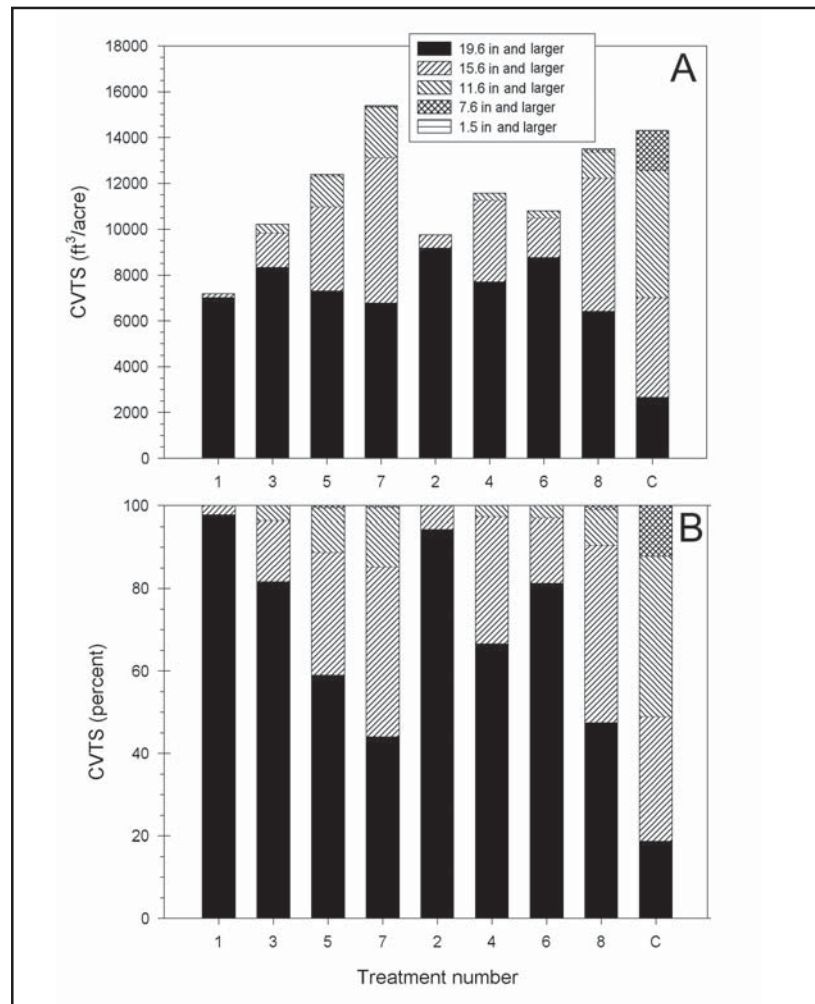 A
19.6 in and larger
15.6 in and larger
11.6 in and larger
7.6 in and larger
1.5 in and larger
CVTS (ft³/acre)
18000
16000
14000
12000
10000
8000
6000
4000
2000
0
1 3 5 7 2 4 6 8 C
B
CVTS (percent)
100
80
60
40
20
0
1 3 5 7 2 4 6 8 C
Treatment number